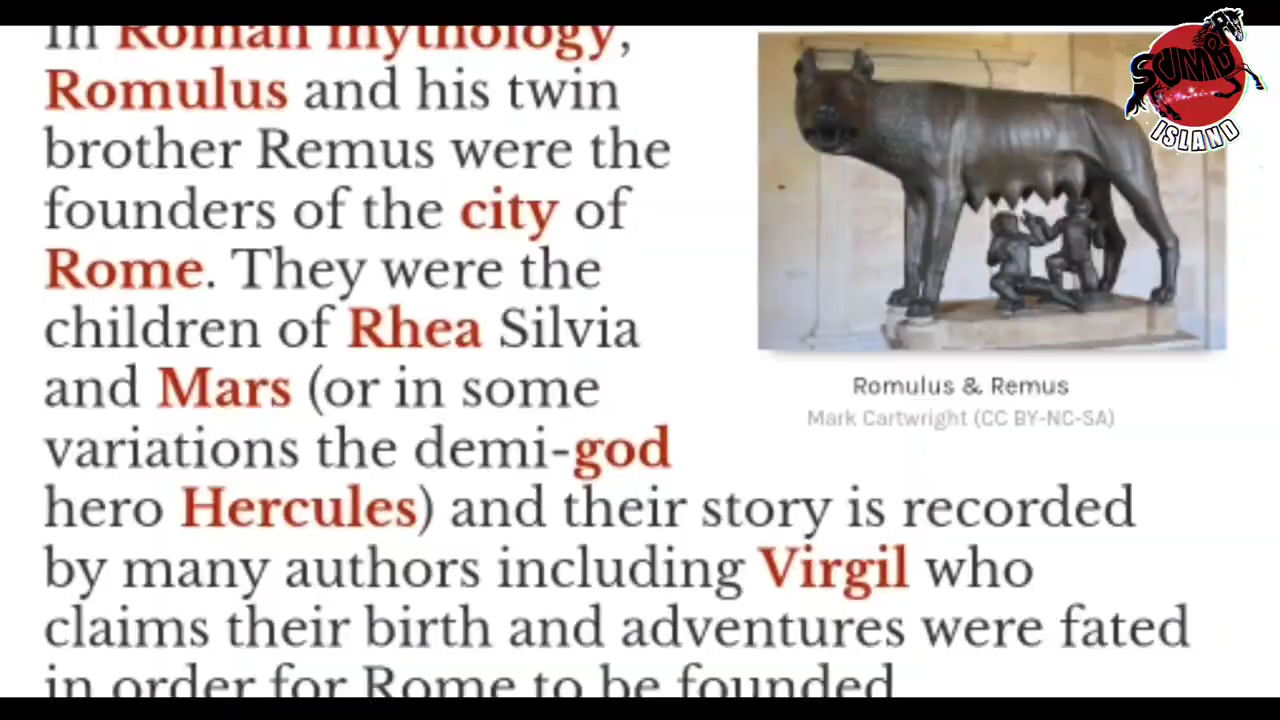 In Roman mythology,
Romulus and his twin
brother Remus were the
founders of the city of
Rome. They were the
children of Rhea Silvia
and Mars (or in some
variations the demi-god
hero Hercules) and their story is recorded
by many authors including Virgil who
claims their birth and adventures were fated
in order for Rome to be founded
Romulus & Remus
Mark Cartwright (CC BY-NC-SA)
SUMBA
ISLAND